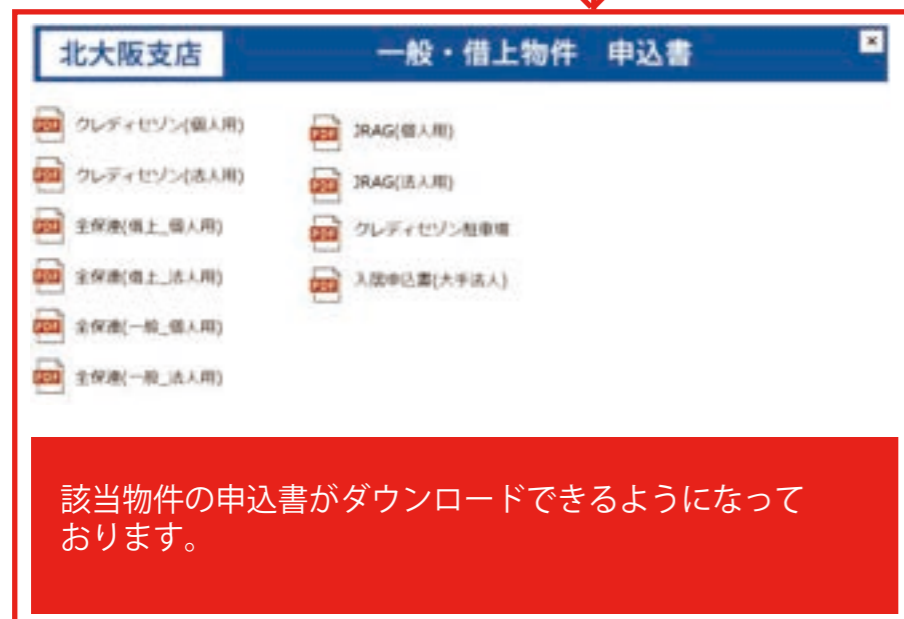 北大阪支店
一般・借上物件 申込書
PDF クレディセゾン(個人用)
PDF クレディセゾン(法人用)
PDF 全保連(借上_個人用)
PDF 全保連(借上_法人用)
PDF 全保連(一般_個人用)
PDF 全保連(一般_法人用)
PDF JRAG(個人用)
PDF JRAG(法人用)
PDF クレディセゾン駐車場
PDF 入居申込書(大手法人)
該当物件の申込書がダウンロードできるようになって
おります。